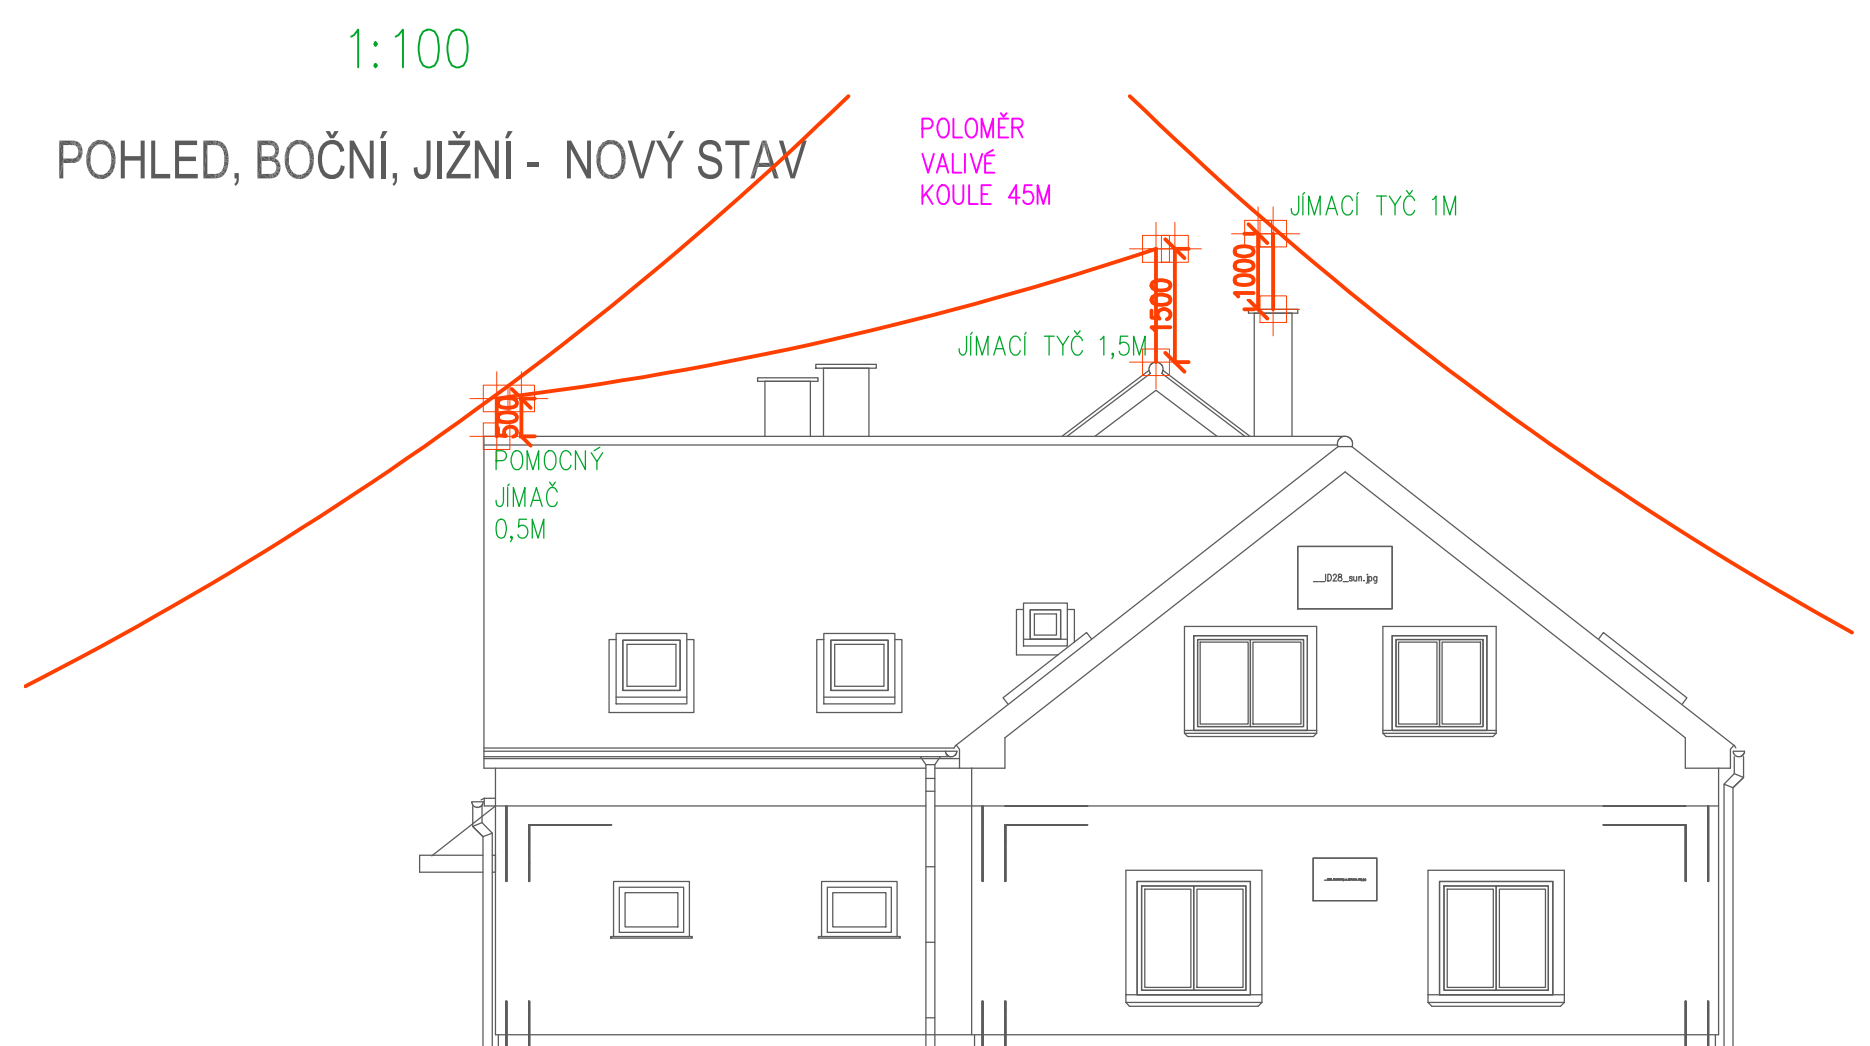 1:100
POHLED, BOČNÍ, JIŽNÍ - NOVÝ STAV
POLOMĚR
VALIVÉ
KOULE 45M
JÍMACÍ TYČ 1M
1000
1500
JÍMACÍ TYČ 1,5M
500
POMOCNÝ
JÍMAČ
0,5M
__ID28_sun.jpg